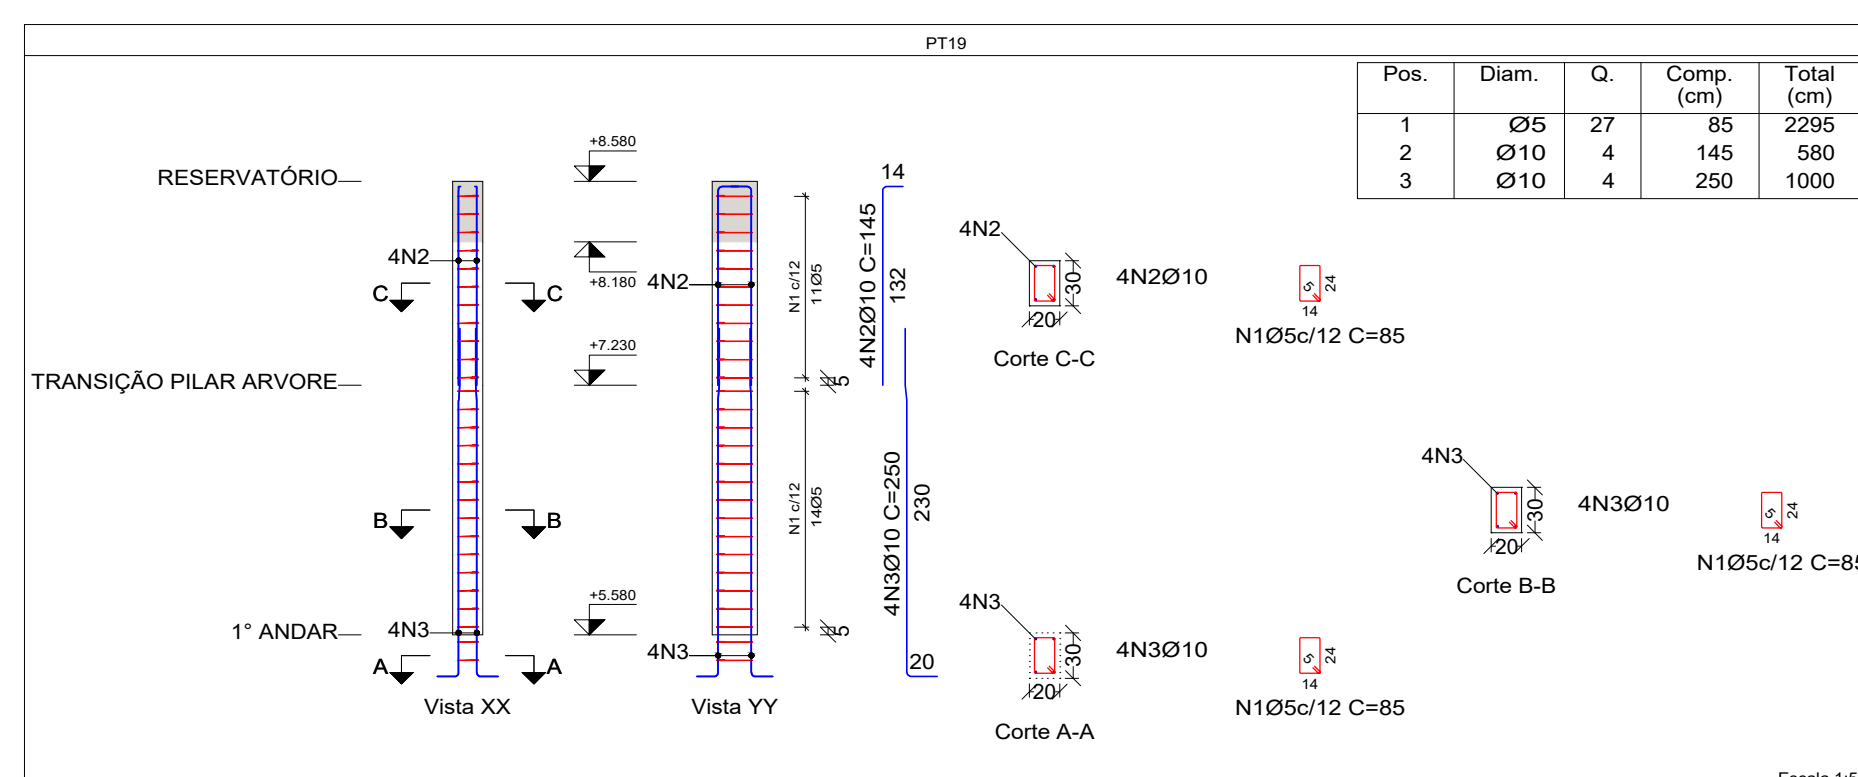 PT19
Pos. Diam. Q. Comp. (cm) Total (cm)
1 Ø5 27 85 2295
2 Ø10 4 145 580
3 Ø10 4 250 1000
RESERVATÓRIO
TRANSIÇÃO PILAR ARVORE
1° ANDAR
4N2
C C
B B
4N3
A A
Vista XX
+8.580
+8.180
+7.230
+5.580
4N2
4N3
Vista YY
N1 c/12
11Ø5
5
N1 c/12
14Ø5
5
14
4N2Ø10 C=145
132
4N3Ø10 C=250
230
20
4N2
30
20
4N2Ø10
Corte C-C
5
24
14
N1Ø5c/12 C=85
4N3
30
20
4N3Ø10
Corte B-B
5
24
14
N1Ø5c/12 C=85
4N3
30
20
4N3Ø10
Corte A-A
5
24
14
N1Ø5c/12 C=85